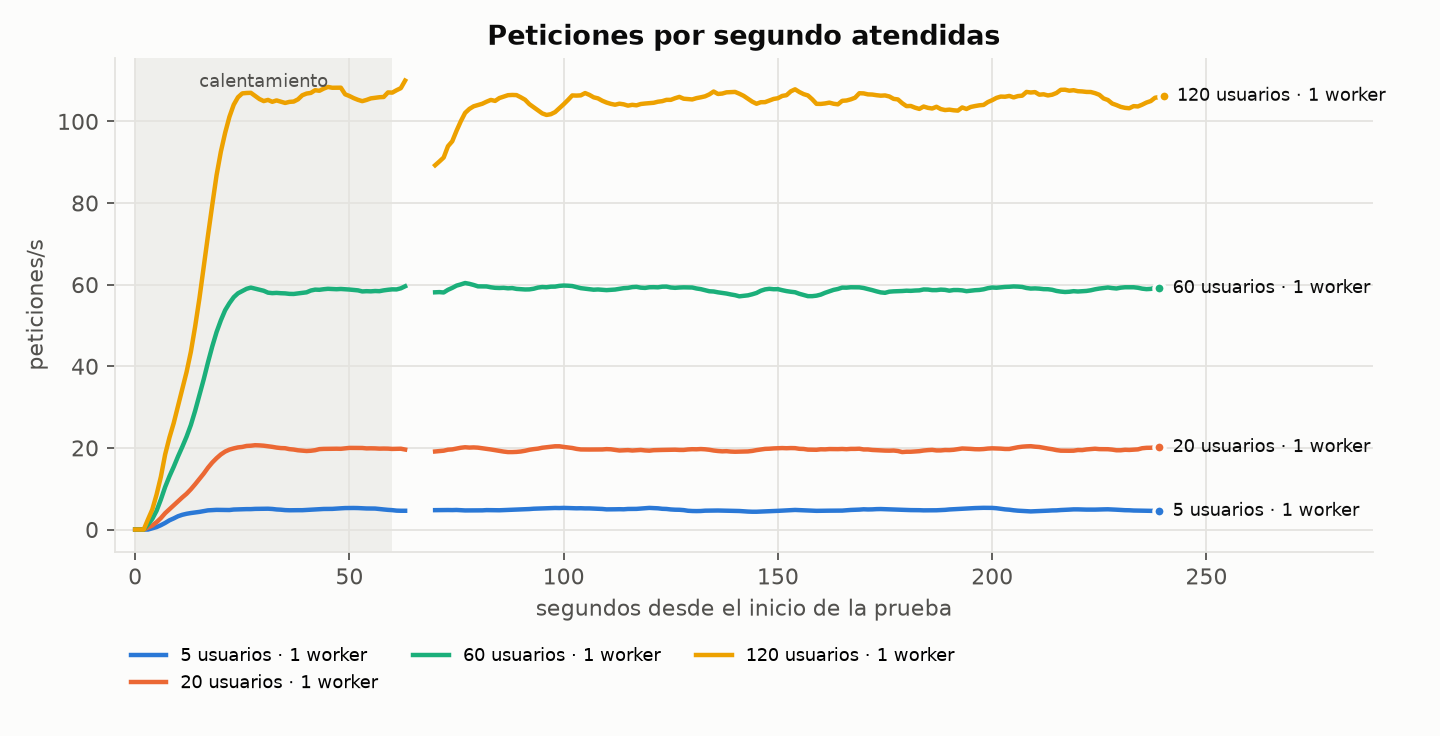 Peticiones por segundo atendidas
calentamiento
peticiones/s
100
80
60
40
20
0
120 usuarios · 1 worker
60 usuarios · 1 worker
20 usuarios · 1 worker
5 usuarios · 1 worker
0 50 100 150 200 250
segundos desde el inicio de la prueba
5 usuarios · 1 worker 60 usuarios · 1 worker 120 usuarios · 1 worker
20 usuarios · 1 worker